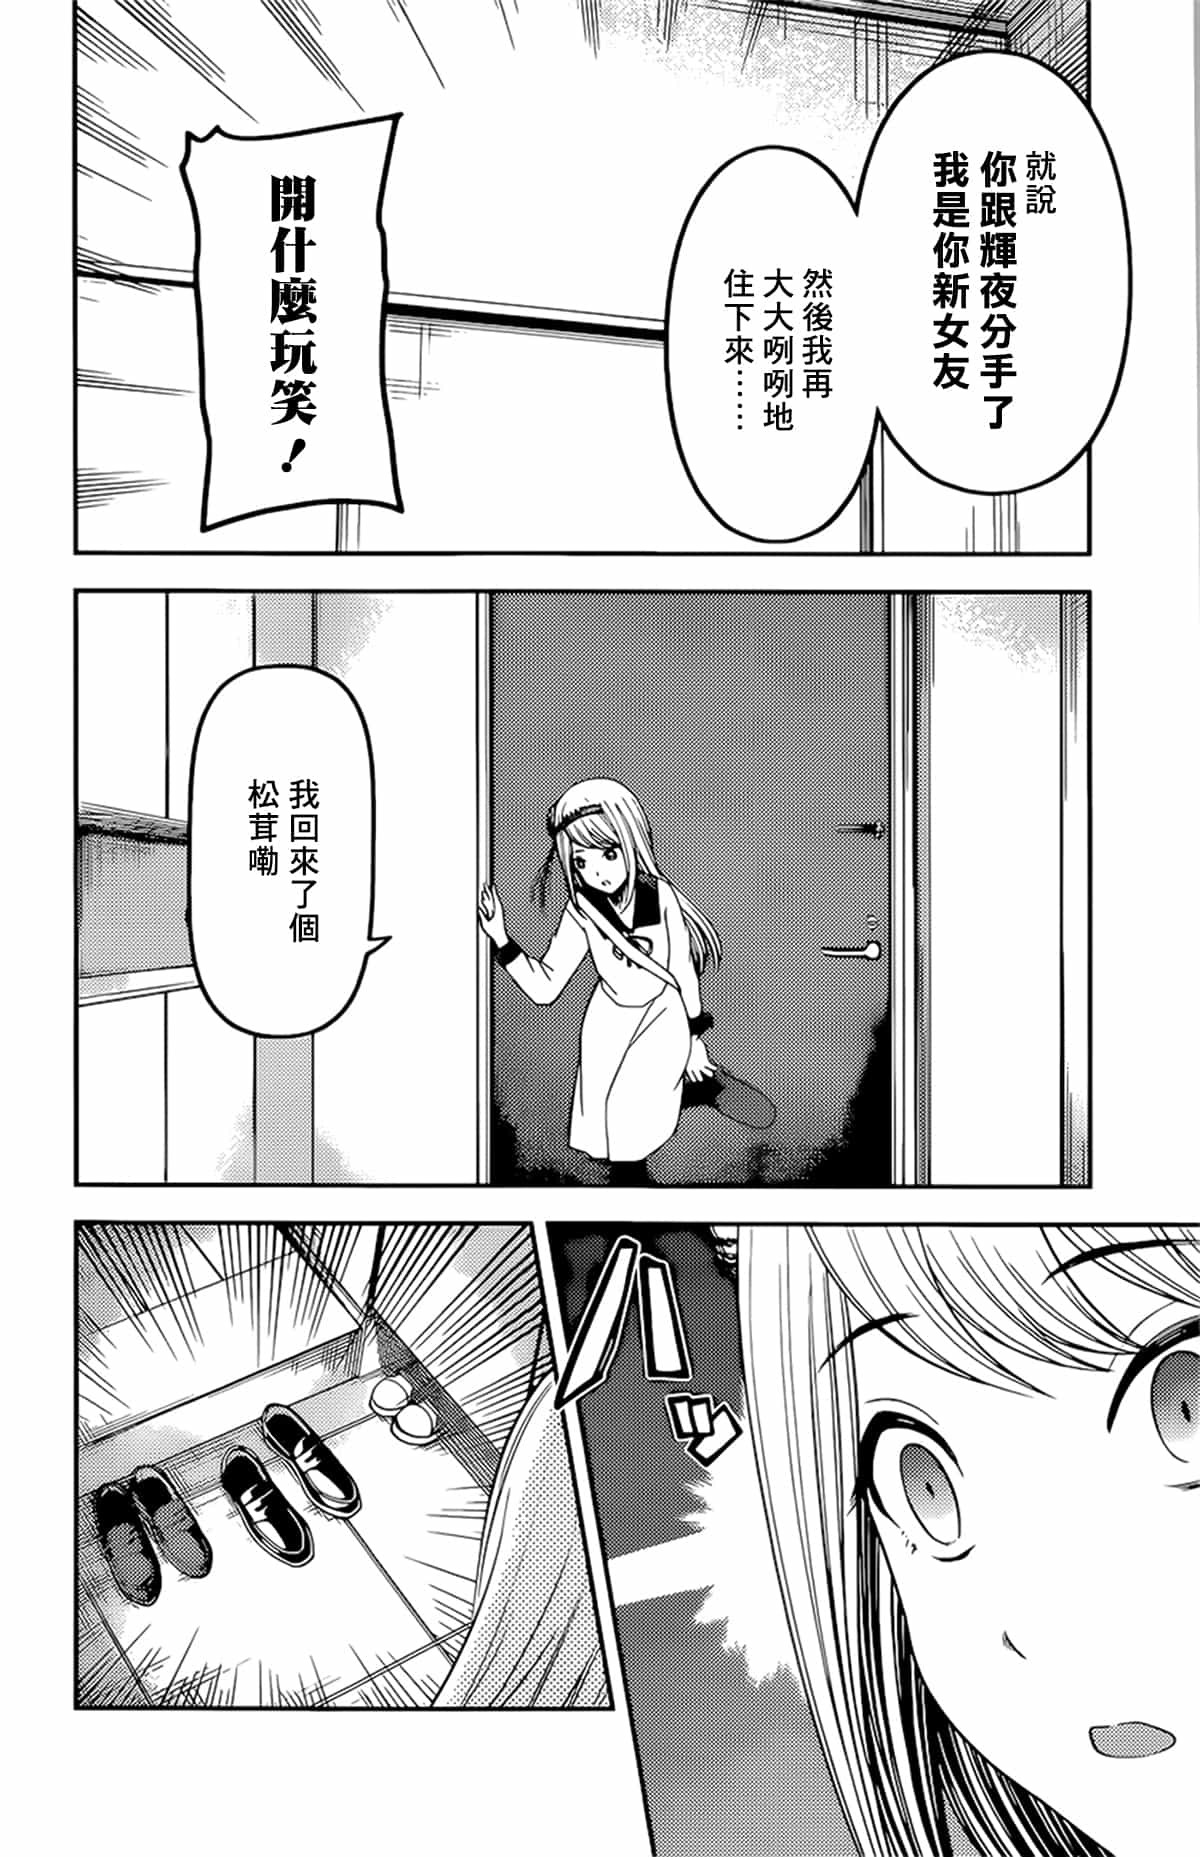 就說
你跟輝夜分手了
我是你新女友
然後我再
大大咧咧地
住下來……
開什麼玩笑！
我回來了個
松茸嘞
バッ